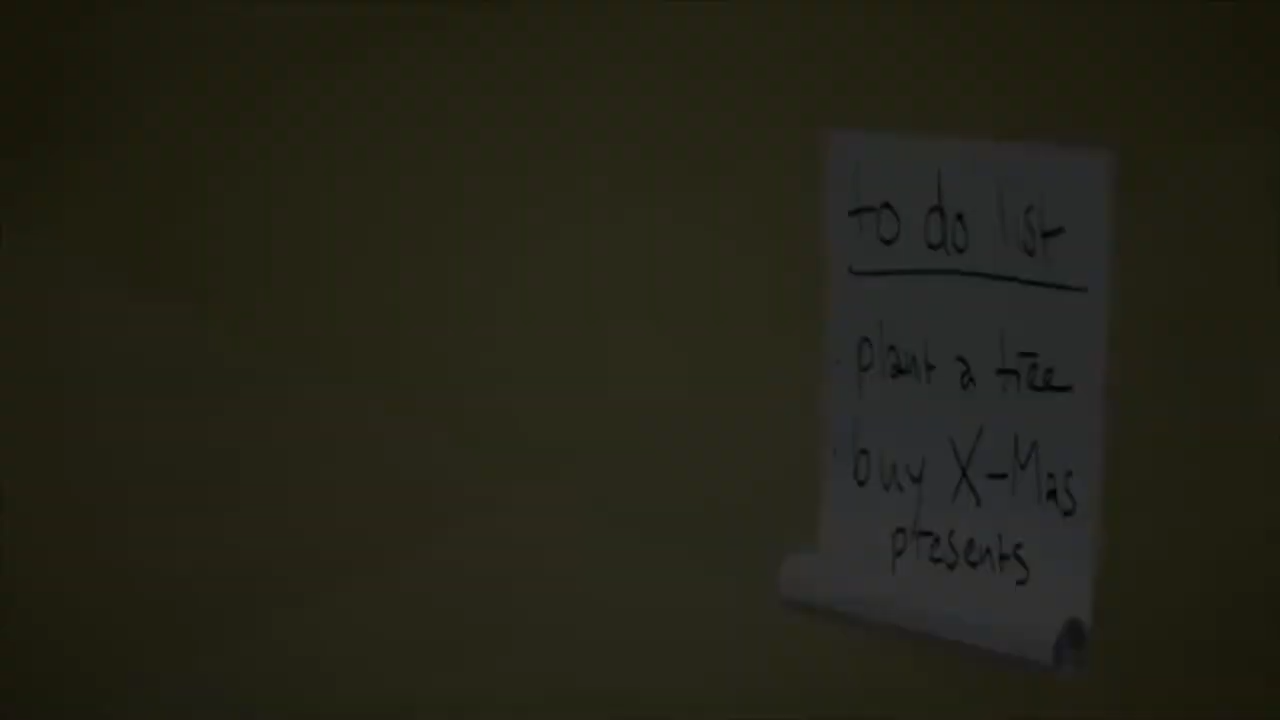 to do list
· plant a tree
· buy X-Mas
presents